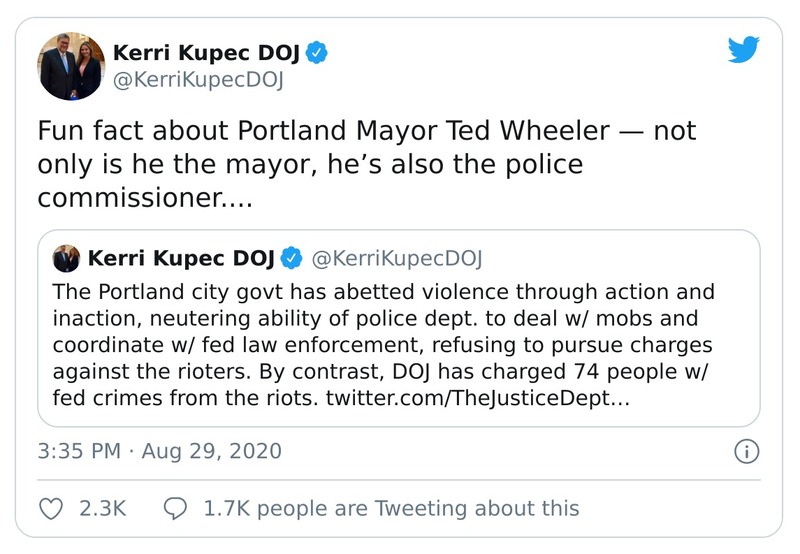 Kerri Kupec DOJ
@KerriKupecDOJ
Fun fact about Portland Mayor Ted Wheeler — not
only is he the mayor, he’s also the police
commissioner....
Kerri Kupec DOJ @KerriKupecDOJ
The Portland city govt has abetted violence through action and
inaction, neutering ability of police dept. to deal w/ mobs and
coordinate w/ fed law enforcement, refusing to pursue charges
against the rioters. By contrast, DOJ has charged 74 people w/
fed crimes from the riots. twitter.com/TheJusticeDept…
3:35 PM · Aug 29, 2020
2.3K 1.7K people are Tweeting about this